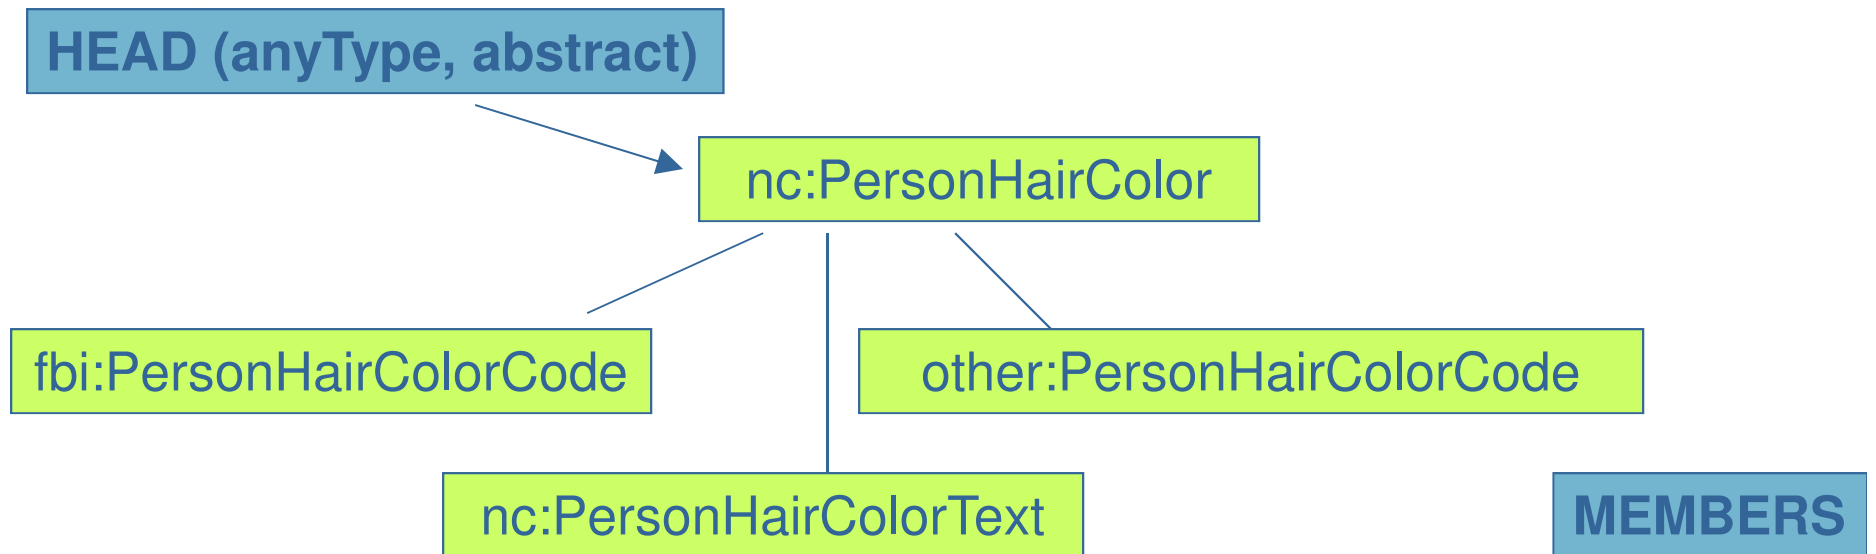 HEAD (anyType, abstract)
nc:PersonHairColor
fbi:PersonHairColorCode
other:PersonHairColorCode
nc:PersonHairColorText
MEMBERS